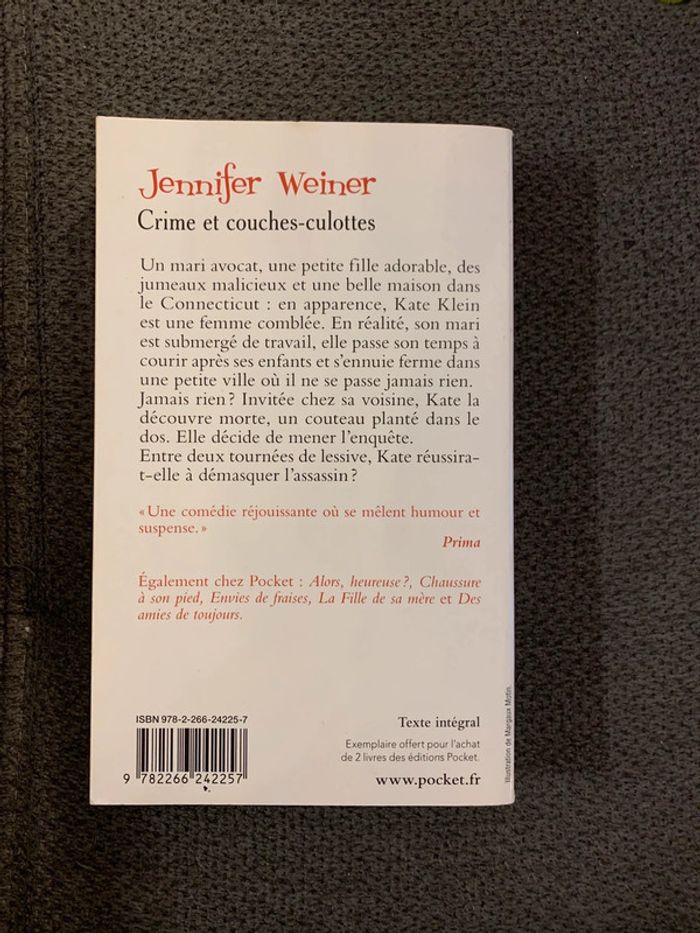 Jennifer Weiner
Crime et couches-culottes
Un mari avocat, une petite fille adorable, des
jumeaux malicieux et une belle maison dans
le Connecticut : en apparence, Kate Klein
est une femme comblée. En réalité, son mari
est submergé de travail, elle passe son temps à
courir après ses enfants et s'ennuie ferme dans
une petite ville où il ne se passe jamais rien.
Jamais rien ? Invitée chez sa voisine, Kate la
découvre morte, un couteau planté dans le
dos. Elle décide de mener l'enquête.
Entre deux tournées de lessive, Kate réussira-
t-elle à démasquer l'assassin ?
« Une comédie réjouissante où se mêlent humour et
suspense. »
Prima
Également chez Pocket : Alors, heureuse ?, Chaussure
à son pied, Envies de fraises, La Fille de sa mère et Des
amies de toujours.
ISBN 978-2-266-24225-7
9 782266 242257
Texte intégral
Exemplaire offert pour l'achat
de 2 livres des éditions Pocket.
www.pocket.fr
Illustration de Margaux Motin.